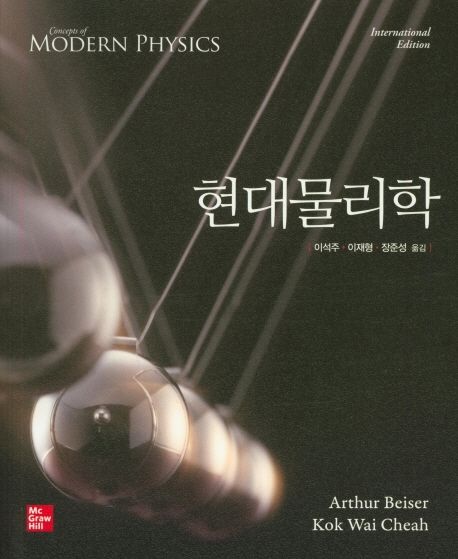 Concepts of
MODERN PHYSICS
International
Edition
현대물리학
| 이석주 · 이재형 · 장준성 옮김 |
Arthur Beiser
Kok Wai Cheah
Mc
Graw
Hill